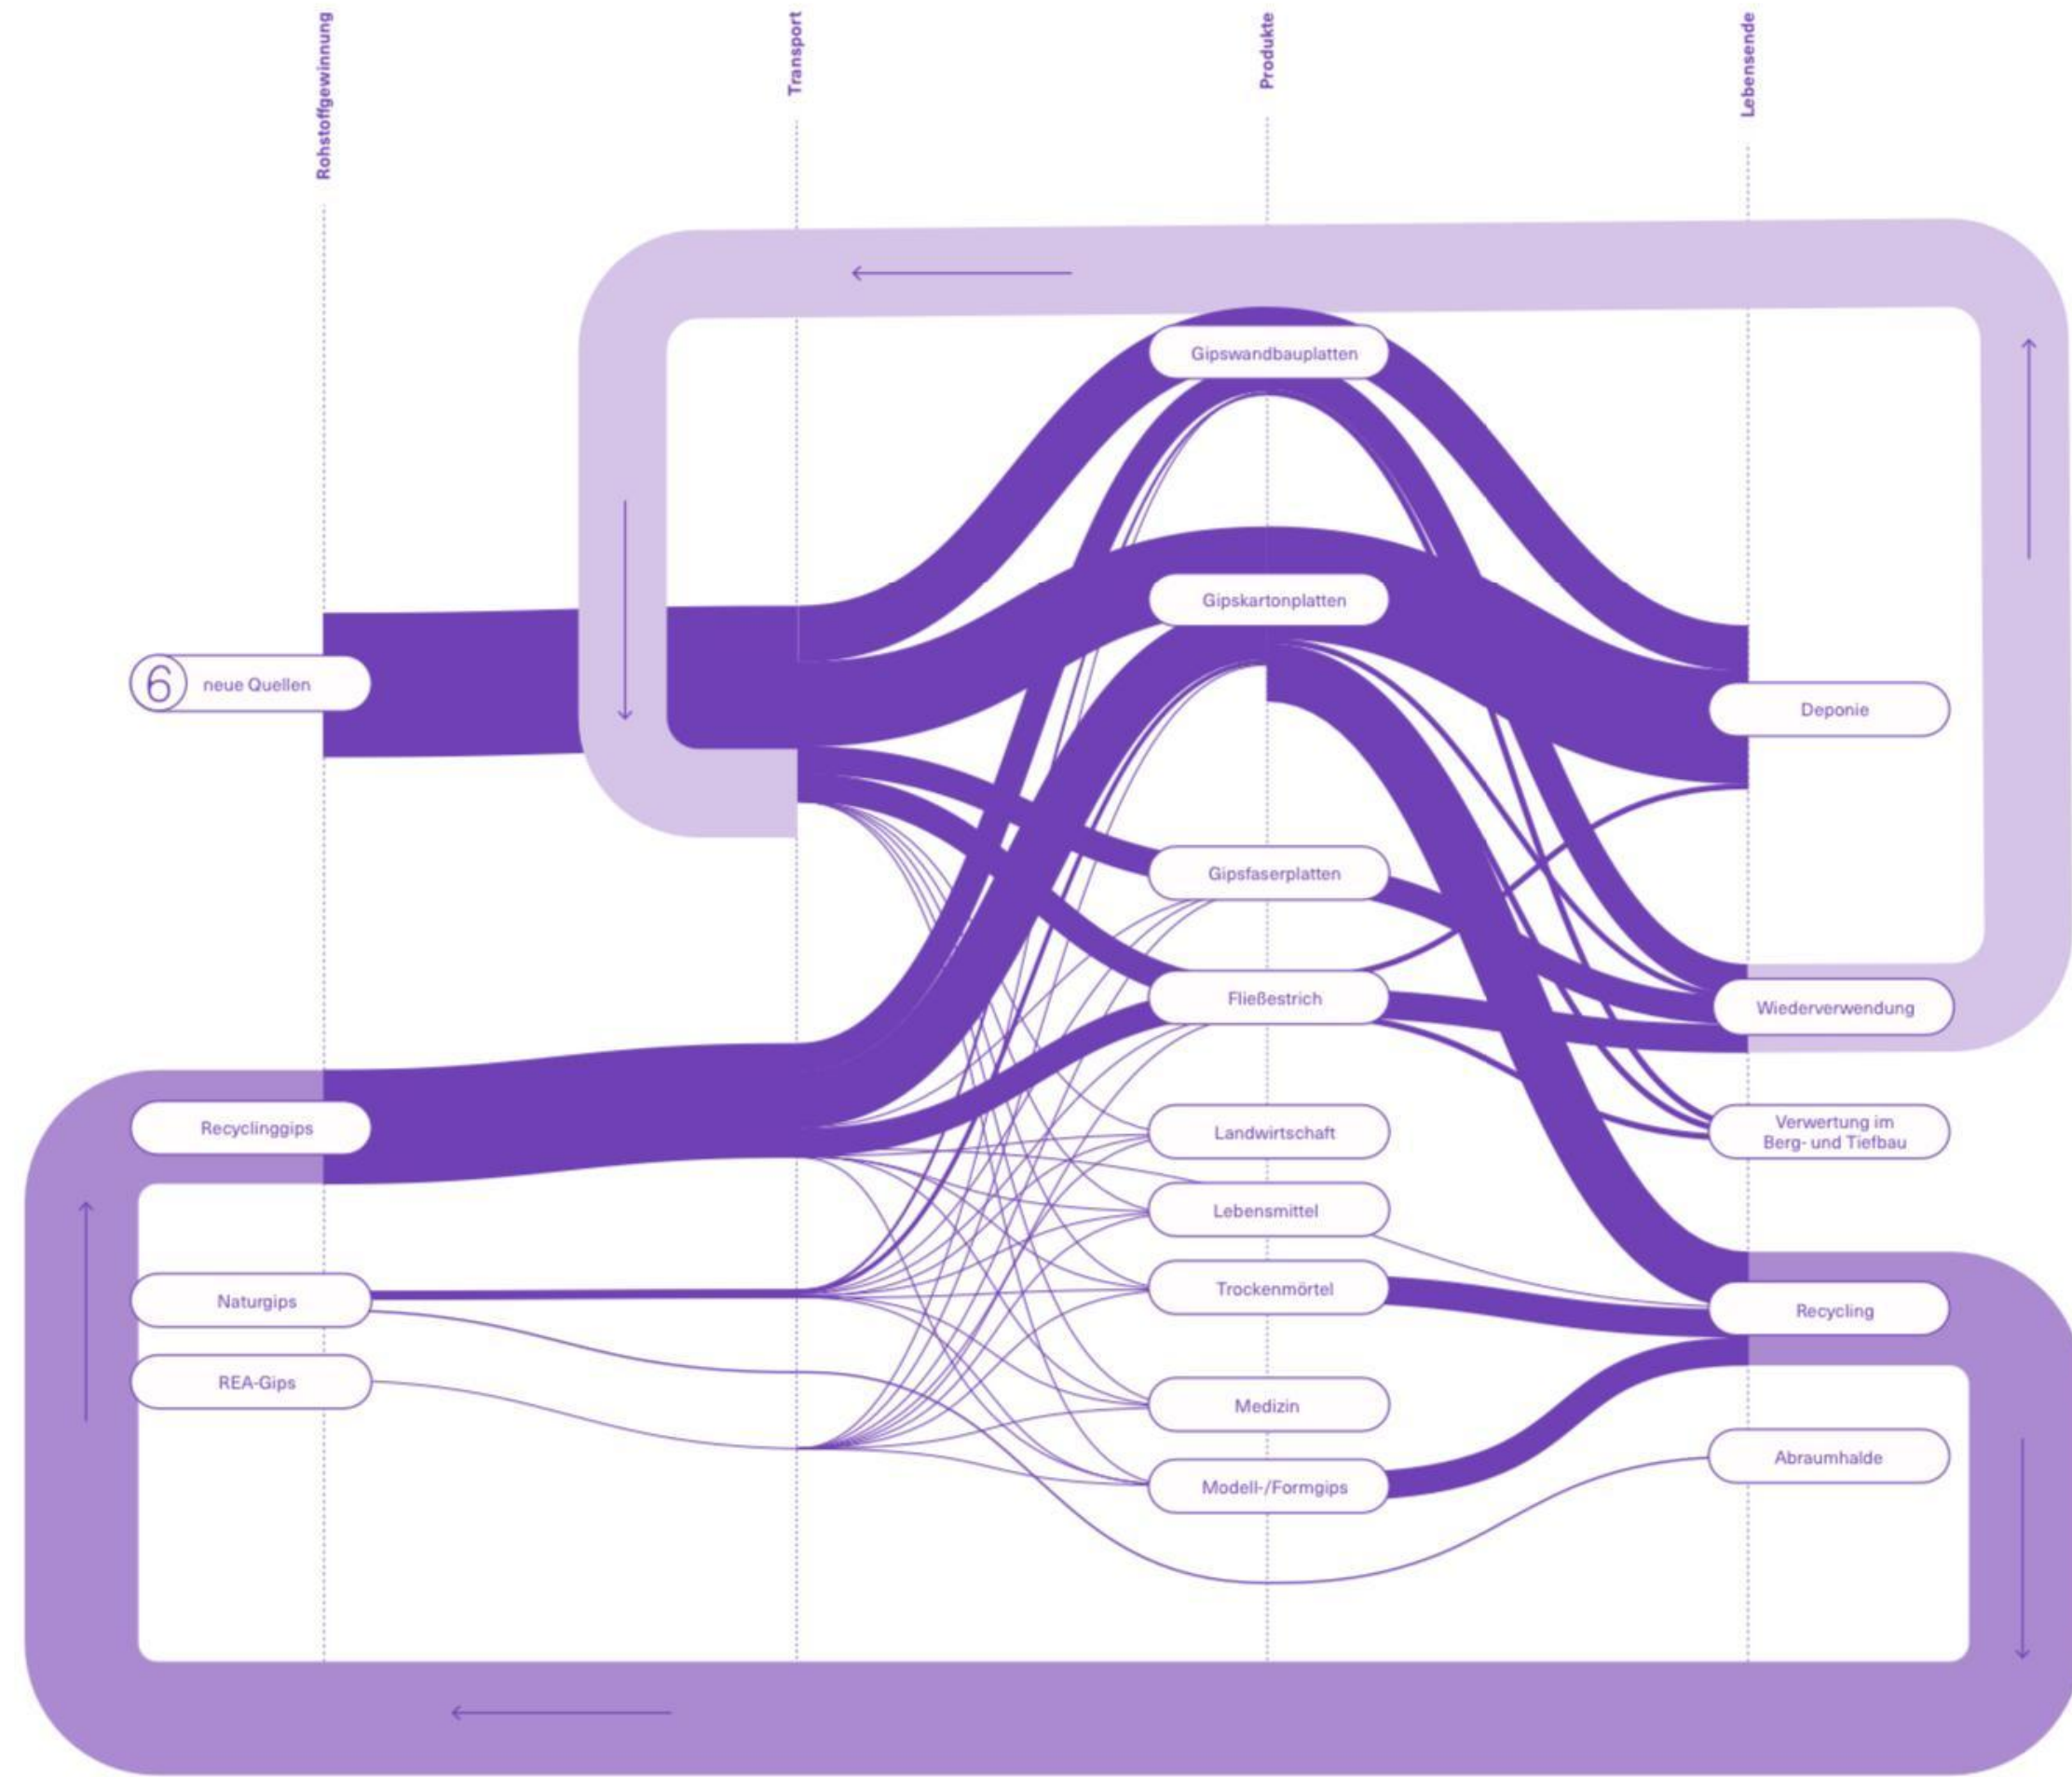 Rohstoffgewinnung
Transport
Produkte
Lebensende
Gipswandbauplatten
Gipskartonplatten
6 neue Quellen
Deponie
Gipsfaserplatten
Fließestrich
Wiederverwendung
Recyclinggips
Landwirtschaft
Verwertung im
Berg- und Tiefbau
Lebensmittel
Naturgips
Trockenmörtel
Recycling
REA-Gips
Medizin
Abraumhalde
Modell-/Formgips